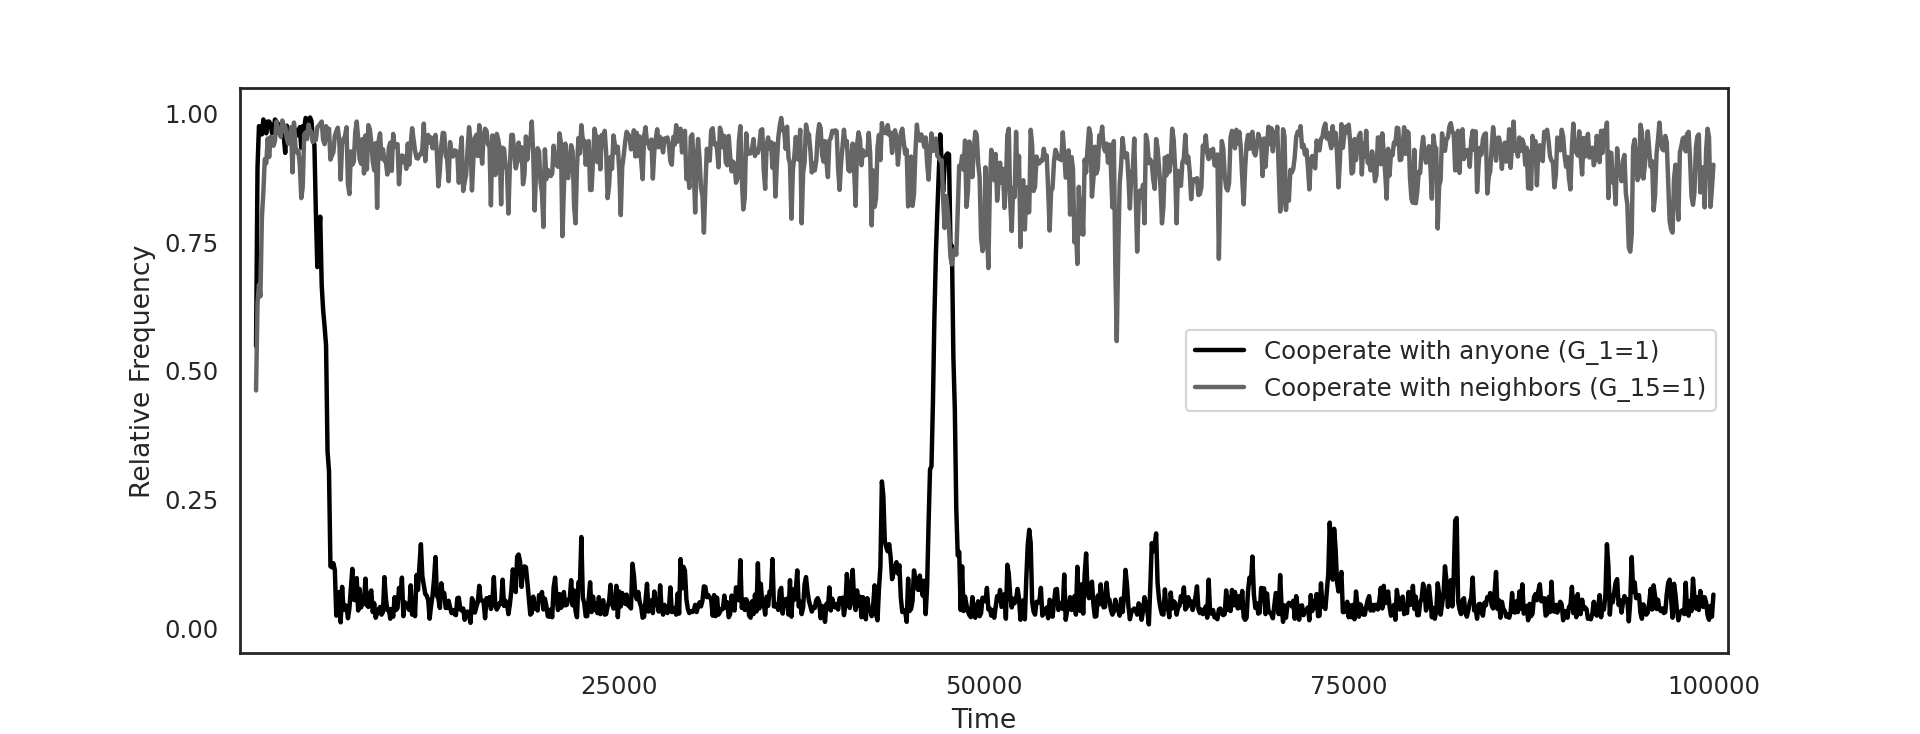 1.00
0.75
0.50
0.25
0.00
Relative Frequency
Cooperate with anyone (G_1=1)
Cooperate with neighbors (G_15=1)
25000
50000
75000
100000
Time